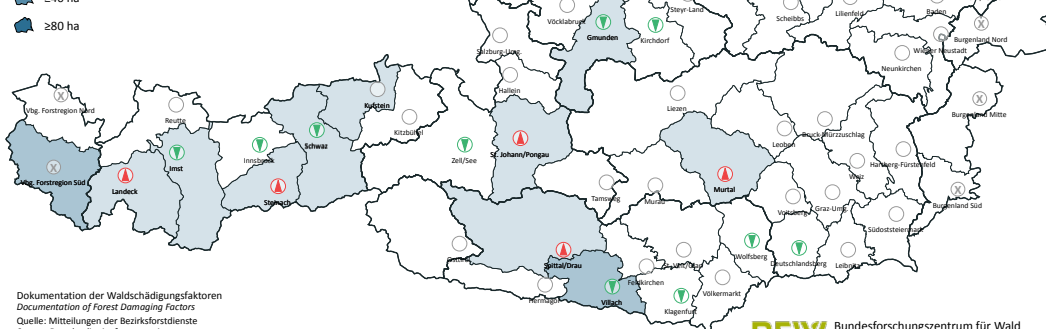 ≥80 ha
Vöcklabruck
Gmunden
Steyr-Land
Kirchdorf
Scheibbs
Lilienfeld
Baden
Burgenland Nord
Wiener Neustadt
Neunkirchen
Salzburg-Umg.
Hallein
Liezen
Burgenland Mitte
Vbg. Forstregion Nord
Reutte
Kufstein
Kitzbühel
Bruck-Mürzzuschlag
Leoben
Innsbruck
Schwaz
Zell/See
St. Johann/Pongau
Hartberg-Fürstenfeld
Weiz
Vbg. Forstregion Süd
Landeck
Imst
Steinach
Tamsweg
Murau
Murtal
Voitsberg
Graz-Umg.
Burgenland Süd
Südoststeiermark
Spittal/Drau
St. Veit/Glan
Wolfsberg
Deutschlandsberg
Leibnitz
Feldkirchen
Hermagor
Villach
Klagenfurt
Völkermarkt
Dokumentation der Waldschädigungsfaktoren
Documentation of Forest Damaging Factors
Quelle: Mitteilungen der Bezirksforstdienste
Bundesforschungszentrum für Wald